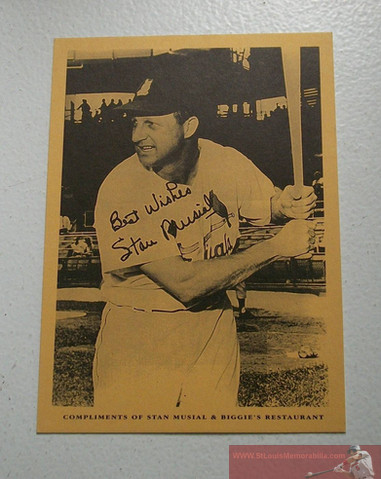 Best Wishes
Stan Musial
COMPLIMENTS OF STAN MUSIAL & BIGGIE'S RESTAURANT
WWW.StLouisMemorabilia.com